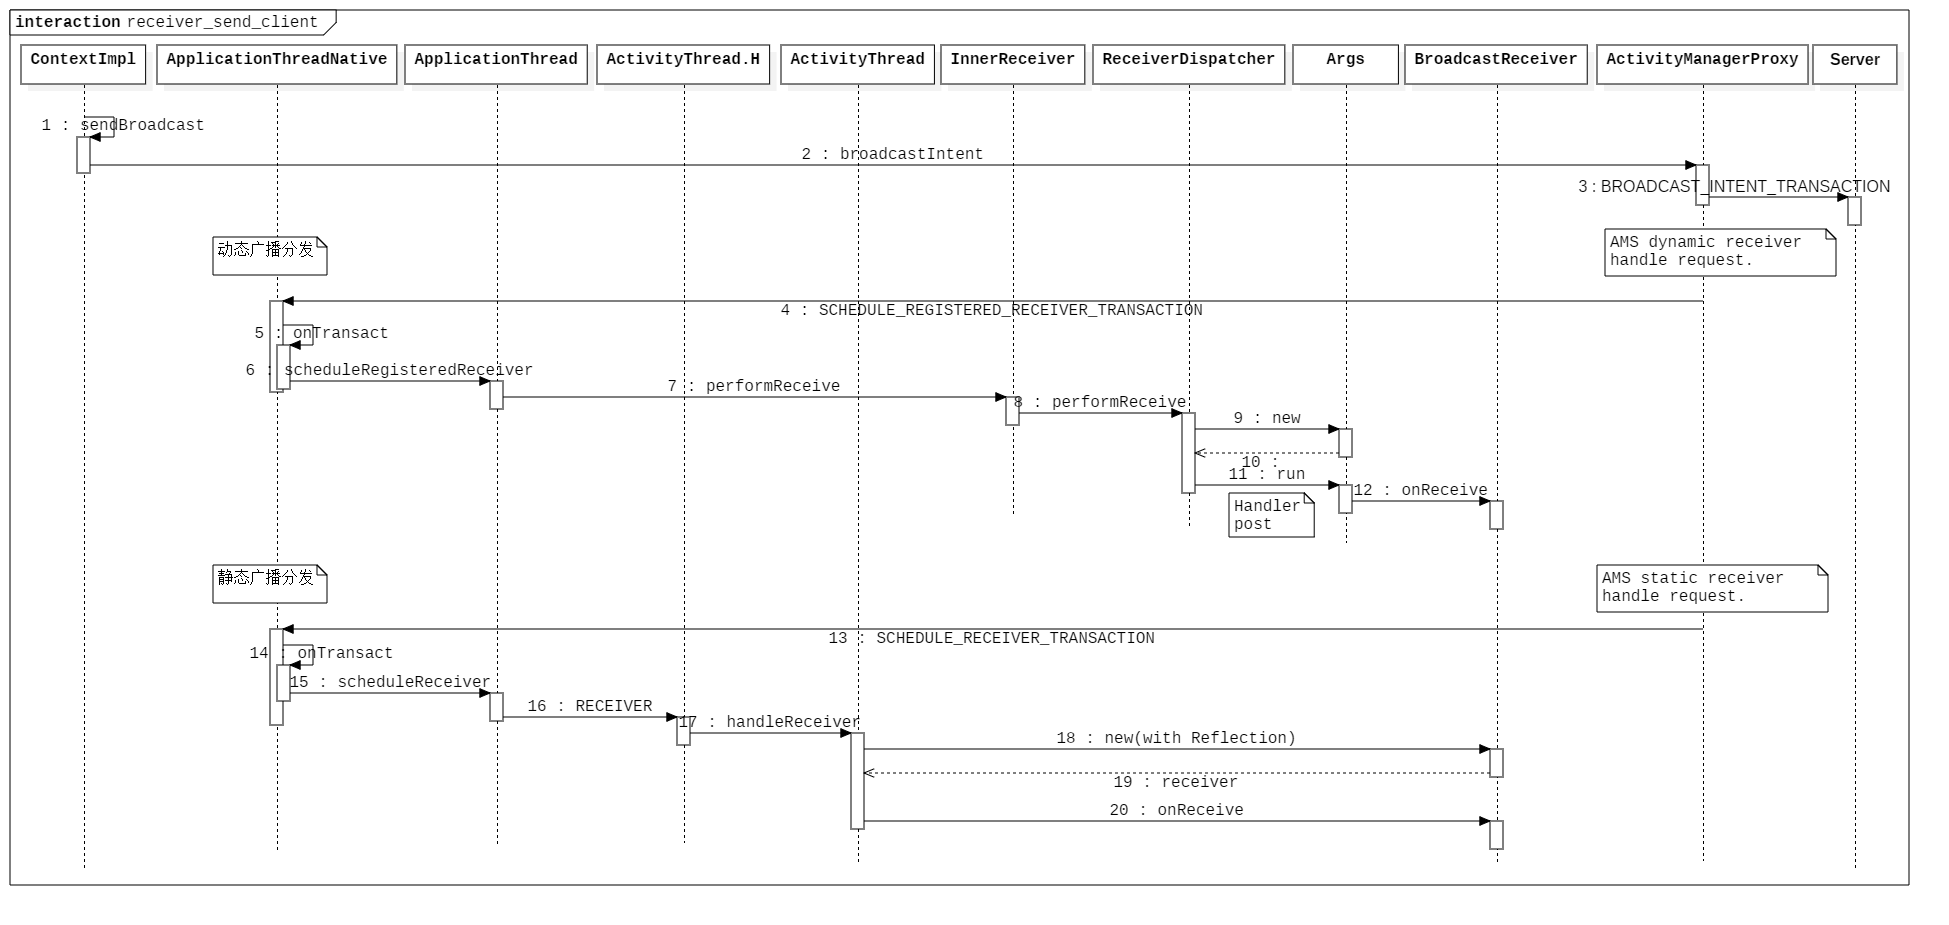 interaction receiver_send_client
ContextImpl
ApplicationThreadNative
ApplicationThread
ActivityThread.H
ActivityThread
InnerReceiver
ReceiverDispatcher
Args
BroadcastReceiver
ActivityManagerProxy
Server
1 : sendBroadcast
2 : broadcastIntent
3 : BROADCAST_INTENT_TRANSACTION
动态广播分发
AMS dynamic receiver
handle request.
4 : SCHEDULE_REGISTERED_RECEIVER_TRANSACTION
5 : onTransact
6 : scheduleRegisteredReceiver
7 : performReceive
8 : performReceive
9 : new
10 :
11 : run
12 : onReceive
Handler
post
静态广播分发
AMS static receiver
handle request.
13 : SCHEDULE_RECEIVER_TRANSACTION
14 : onTransact
15 : scheduleReceiver
16 : RECEIVER
17 : handleReceiver
18 : new(with Reflection)
19 : receiver
20 : onReceive